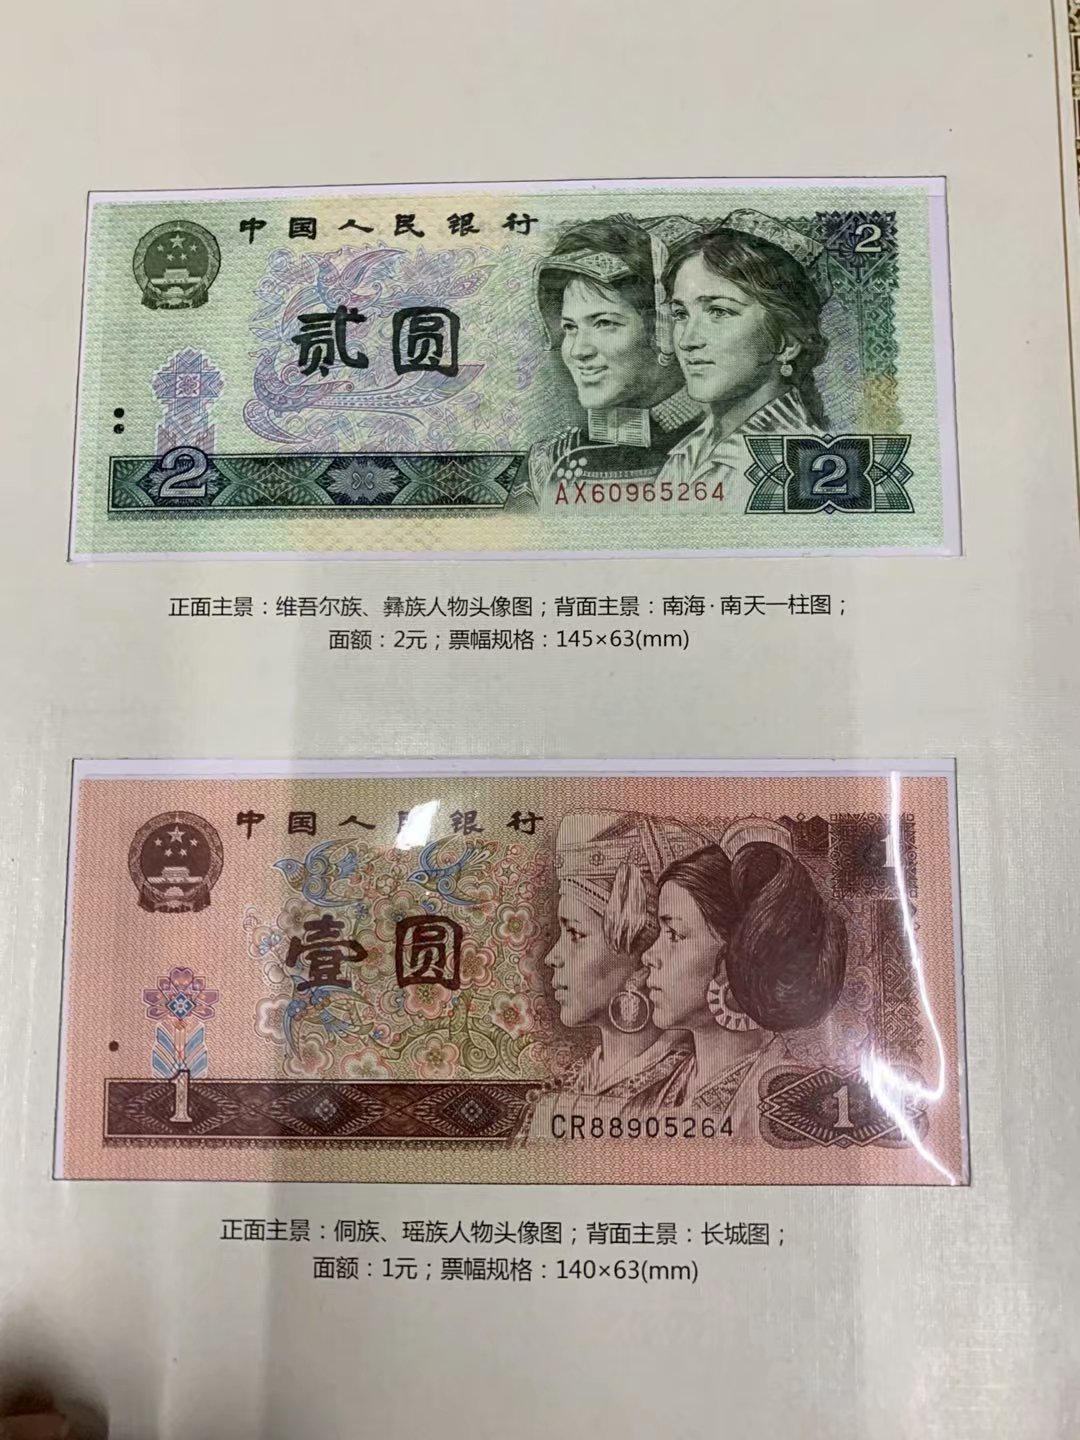 中国人民银行
2
贰圆
2
2
AX60965264
正面主景：维吾尔族、彝族人物头像图；背面主景：南海·南天一柱图；
面额：2元；票幅规格：145×63(mm)
中国人民银行
1
壹圆
1
1
CR88905264
正面主景：侗族、瑶族人物头像图；背面主景：长城图；
面额：1元；票幅规格：140×63(mm)